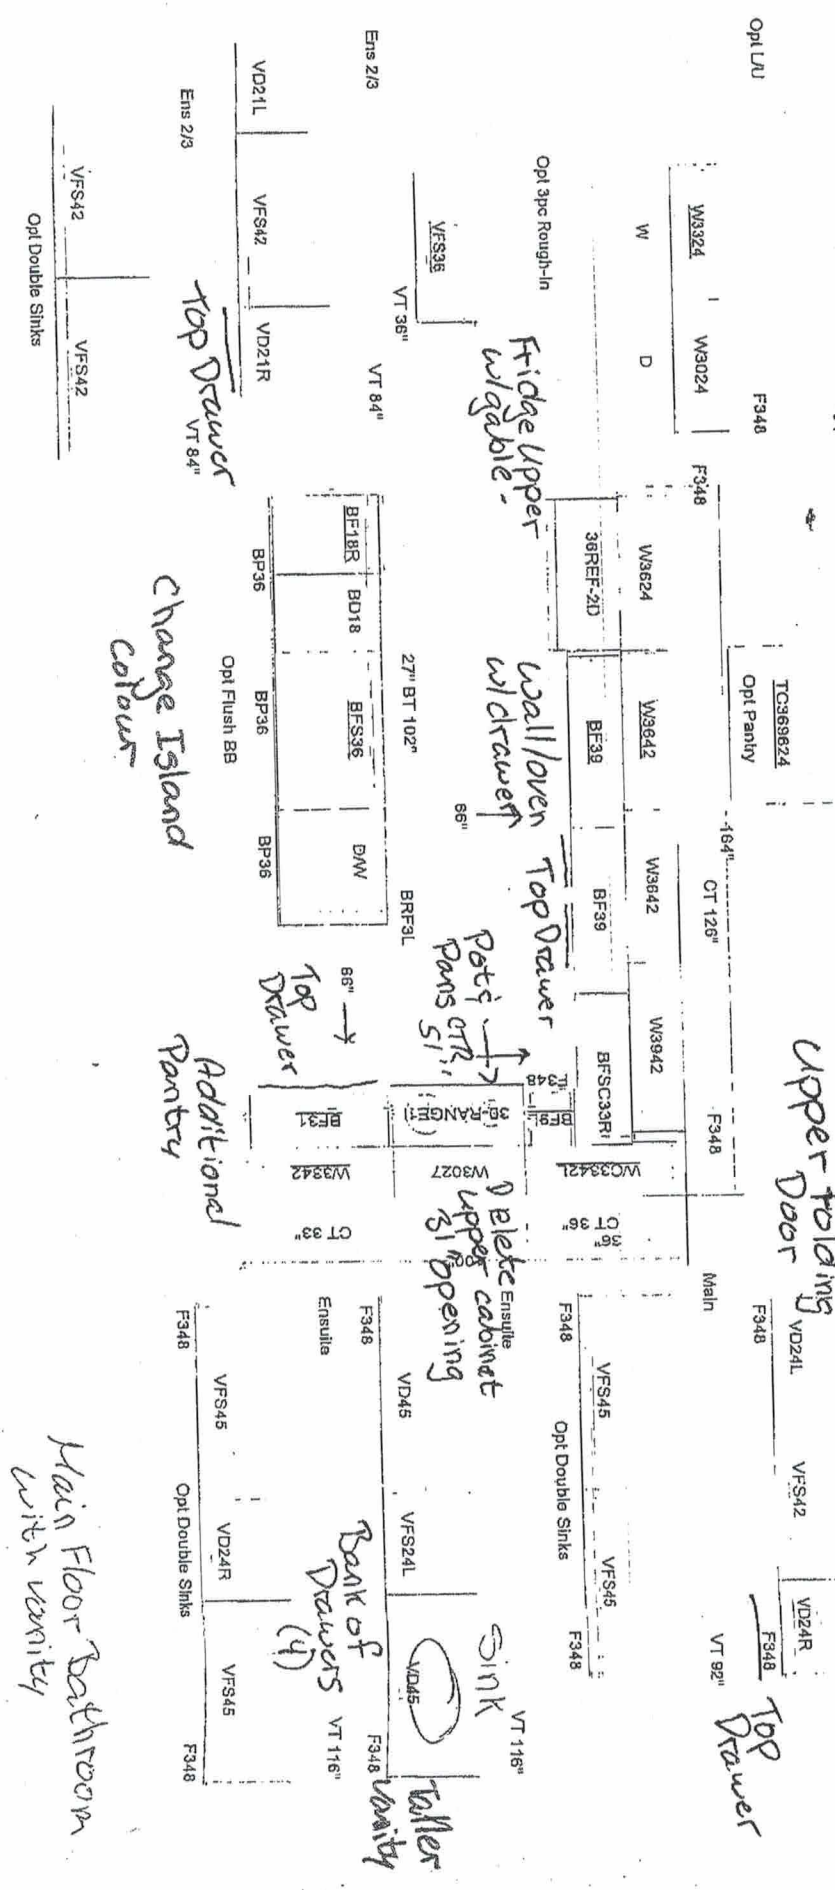 Opt L/U
W3324
W3024
W
D
F348
Opt 3pc Rough-In
VFS36
VT 36"
Ens 2/3
VD21L
VFS42
VD21R
VT 84"
Top Drawer
Ens 2/3
VFS42
VFS42
VT 84"
Opt Double Sinks
TC369624
Opt Pantry
F348
164"
CT 126"
W3624
W3642
W3642
W3942
F348
36REF-2D
BF39
BF39
BFSC33R
Fridge Upper
w/gable -
Wall/oven
w/drawer
Top Drawer
Pot &
Pans
66"
27" BT 102"
BRF3L
BF18R
BD18
BFS36
D/W
BP36
BP36
BP36
Opt Flush BB
Change Island
Colour
66"
Top
Drawer
Additional
Pantry
BF31
30-RANGE1
BF9L
F348
W3342
W3027
WC3342L
CT 33"
CT 36"
36"
Delete
upper cabinet
31" opening
Upper Folding
Door
Main
F348
VD24L
VFS42
VD24R
F348
VT 92"
Top
Drawer
F348
VFS45
VFS45
F348
Opt Double Sinks
Ensuite
F348
VD45
VFS24L
VD45
F348
VT 116"
Sink
Taller
Vanity
Bank of
Drawers
(4)
Ensuite
F348
VFS45
VD24R
VFS45
F348
VT 116"
Opt Double Sinks
Main Floor Bathroom
with vanity